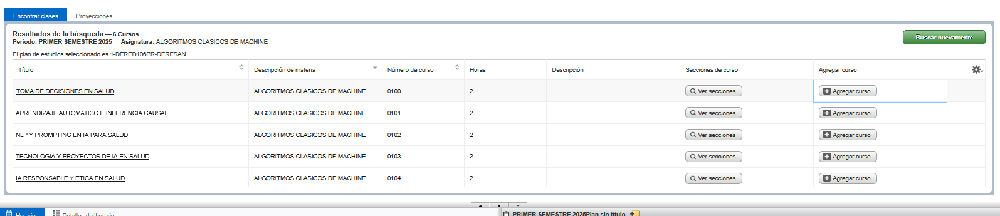 Encontrar clases Proyecciones
Resultados de la búsqueda — 6 Cursos
Periodo: PRIMER SEMESTRE 2025 Asignatura: ALGORITMOS CLASICOS DE MACHINE
Buscar nuevamente
El plan de estudios seleccionado es 1-DERED106PR-DERESAN
Título Descripción de materia Número de curso Horas Descripción Secciones de curso Agregar curso
TOMA DE DECISIONES EN SALUD ALGORITMOS CLASICOS DE MACHINE 0100 2 Ver secciones Agregar curso
APRENDIZAJE AUTOMATICO E INFERENCIA CAUSAL ALGORITMOS CLASICOS DE MACHINE 0101 2 Ver secciones Agregar curso
NLP Y PROMPTING EN IA PARA SALUD ALGORITMOS CLASICOS DE MACHINE 0102 2 Ver secciones Agregar curso
TECNOLOGIA Y PROYECTOS DE IA EN SALUD ALGORITMOS CLASICOS DE MACHINE 0103 2 Ver secciones Agregar curso
IA RESPONSABLE Y ETICA EN SALUD ALGORITMOS CLASICOS DE MACHINE 0104 2 Ver secciones Agregar curso
Horario Detalles del horario PRIMER SEMESTRE 2025Plan sin título